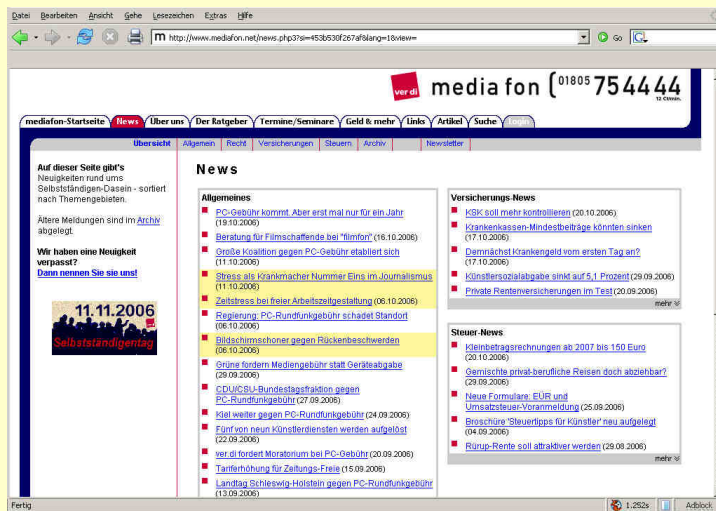 Datei Bearbeiten Ansicht Gehe Lesezeichen Extras Hilfe
http://www.mediafon.net/news.php3?si=453b530f267af&lang=1&view=
Go
G
ver di
media fon (01805 7544 44
12 Ct/min.
mediafon-Startseite News Über uns Der Ratgeber Termine/Seminare Geld & mehr Links Artikel Suche Login
Übersicht Allgemein Recht Versicherungen Steuern Archiv Newsletter
Auf dieser Seite gibt's
Neuigkeiten rund ums
Selbstständigen-Dasein - sortiert
nach Themengebieten.
Ältere Meldungen sind im Archiv
abgelegt.
Wir haben eine Neuigkeit
verpasst?
Dann nennen Sie sie uns!
11.11.2006
ver di
Selbstständigentag
News
Allgemeines
PC-Gebühr kommt. Aber erst mal nur für ein Jahr
(19.10.2006)
Beratung für Filmschaffende bei "filmfon" (16.10.2006)
Große Koalition gegen PC-Gebühr etabliert sich
(11.10.2006)
Stress als Krankmacher Nummer Eins im Journalismus
(11.10.2006)
Zeitstress bei freier Arbeitszeitgestaltung (06.10.2006)
Regierung: PC-Rundfunkgebühr schadet Standort
(06.10.2006)
Bildschirmschoner gegen Rückenbeschwerden
(06.10.2006)
Grüne fordern Mediengebühr statt Geräteabgabe
(29.09.2006)
CDU/CSU-Bundestagsfraktion gegen
PC-Rundfunkgebühr (27.09.2006)
Kiel weiter gegen PC-Rundfunkgebühr (24.09.2006)
Fünf von neun Künstlerdiensten werden aufgelöst
(22.09.2006)
ver.di fordert Moratorium bei PC-Gebühr (20.09.2006)
Tariferhöhung für Zeitungs-Freie (15.09.2006)
Landtag Schleswig-Holstein gegen PC-Rundfunkgebühr
(13.09.2006)
Versicherungs-News
KSK soll mehr kontrollieren (20.10.2006)
Krankenkassen-Mindestbeiträge könnten sinken
(17.10.2006)
Demnächst Krankengeld vom ersten Tag an?
(17.10.2006)
Künstlersozialabgabe sinkt auf 5,1 Prozent (29.09.2006)
Private Rentenversicherungen im Test (20.09.2006)
mehr
Steuer-News
Kleinbetragsrechnungen ab 2007 bis 150 Euro
(20.10.2006)
Gemischte privat-berufliche Reisen doch abziehbar?
(29.09.2006)
Neue Formulare: EÜR und
Umsatzsteuer-Voranmeldung (25.09.2006)
Broschüre 'Steuertipps für Künstler' neu aufgelegt
(04.09.2006)
Rürup-Rente soll attraktiver werden (29.08.2006)
mehr
Fertig
1.252s
Adblock